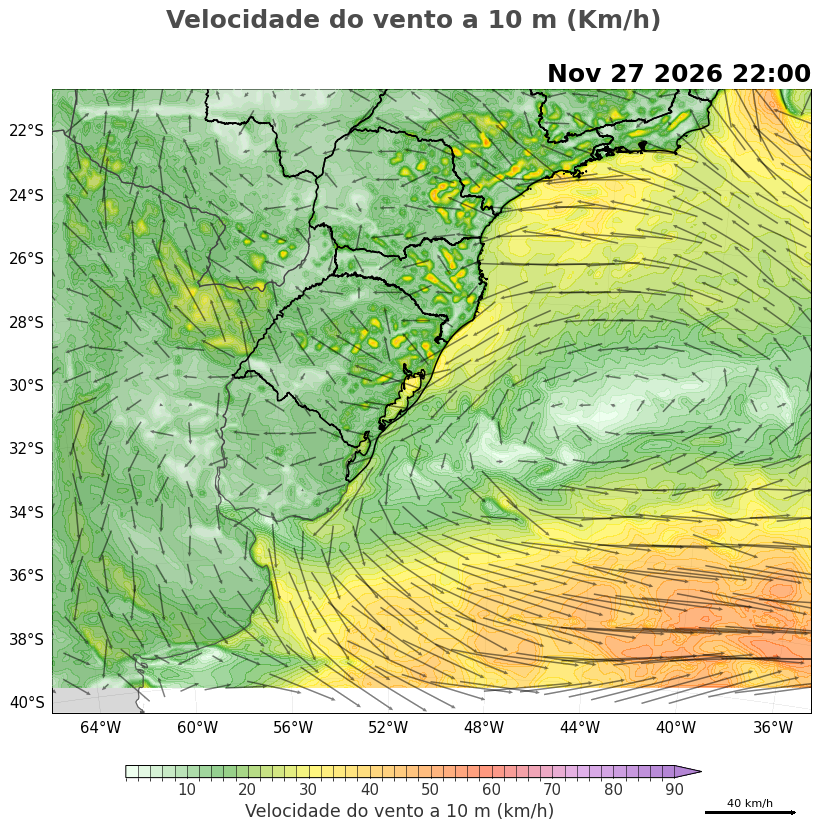 Velocidade do vento a 10 m (Km/h)
Nov 27 2026 22:00
22°S
24°S
26°S
28°S
30°S
32°S
34°S
36°S
38°S
40°S
64°W 60°W 56°W 52°W 48°W 44°W 40°W 36°W
10 20 30 40 50 60 70 80 90
Velocidade do vento a 10 m (km/h)
40 km/h